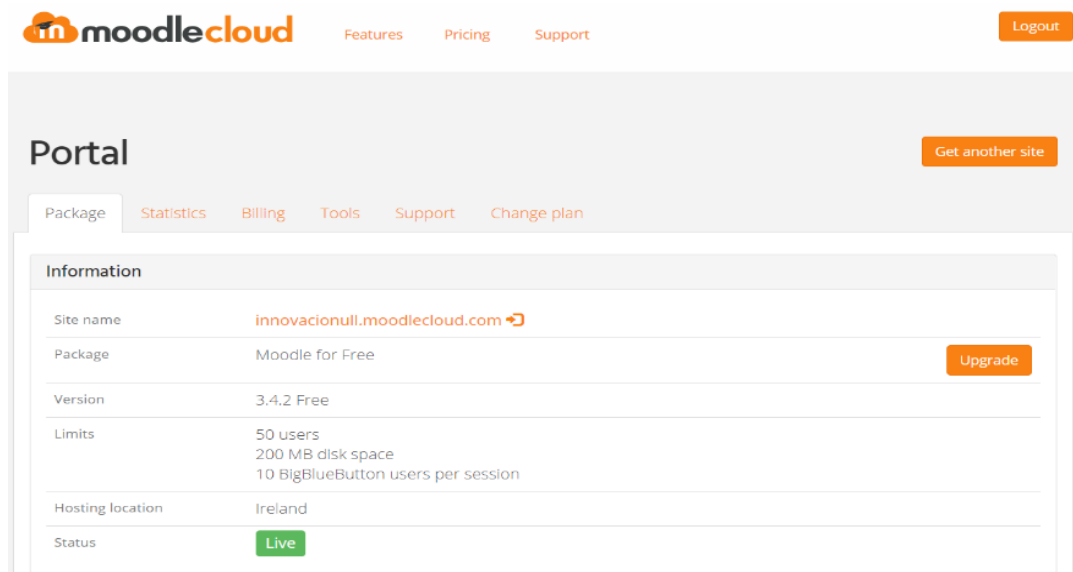 moodlecloud Features Pricing Support Logout
Portal Get another site
Package Statistics Billing Tools Support Change plan
Information
Site name innovacionull.moodlecloud.com
Package Moodle for Free Upgrade
Version 3.4.2 Free
Limits 50 users
200 MB disk space
10 BigBlueButton users per session
Hosting location Ireland
Status Live